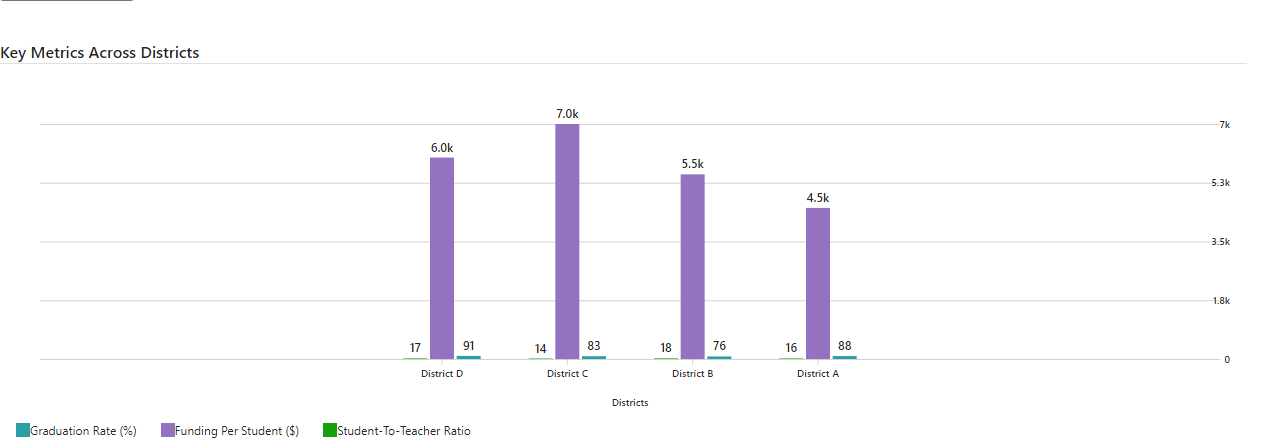 Key Metrics Across Districts
7.0k
7k
6.0k
5.5k
5.3k
4.5k
3.5k
1.8k
17 91 14 83 18 76 16 88
0
District D District C District B District A
Districts
Graduation Rate (%) Funding Per Student ($) Student-To-Teacher Ratio